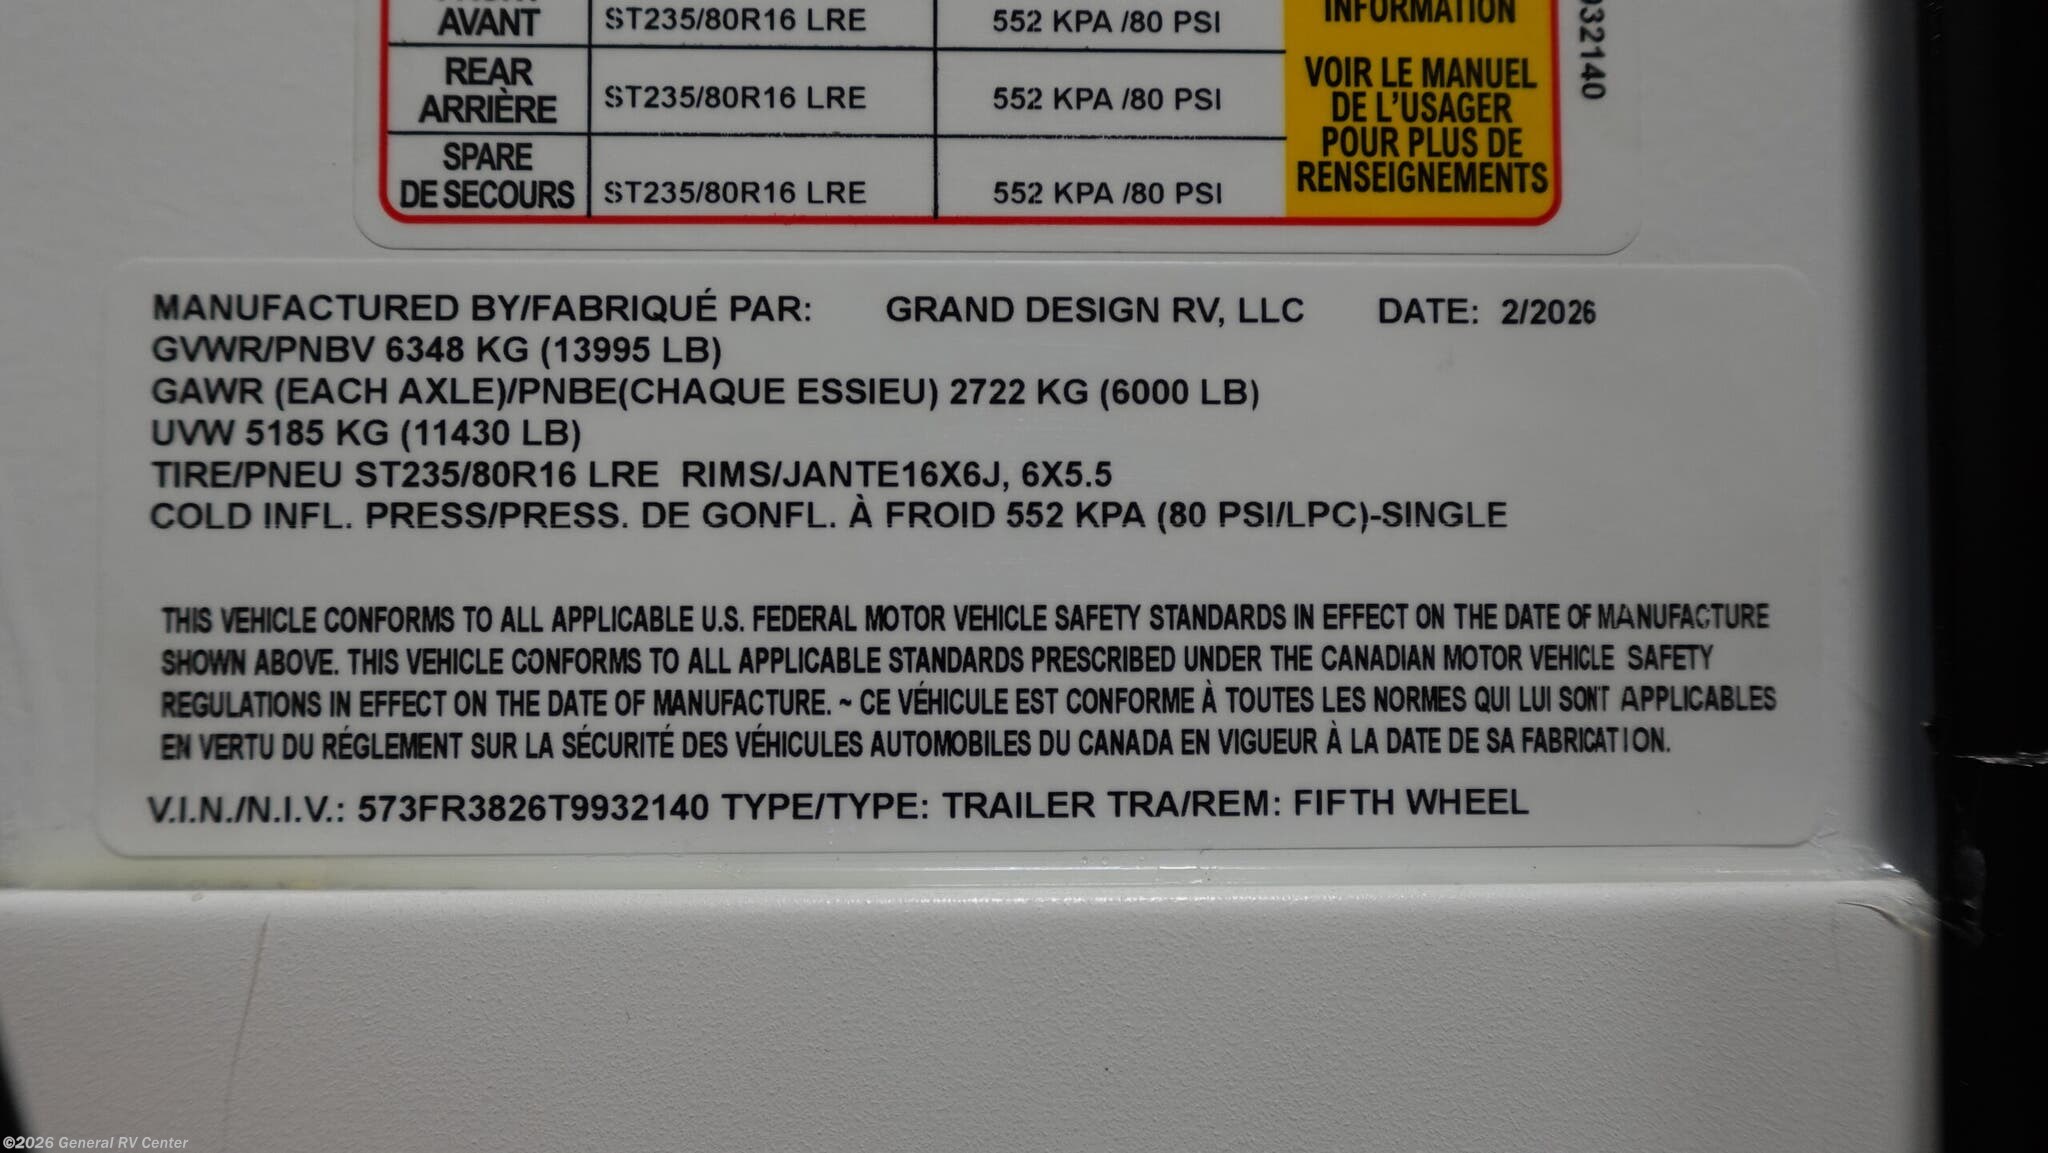 AVANT ST235/80R16 LRE 552 KPA /80 PSI
INFORMATION
REAR
ARRIÈRE ST235/80R16 LRE 552 KPA /80 PSI
SPARE
DE SECOURS ST235/80R16 LRE 552 KPA /80 PSI
VOIR LE MANUEL
DE L'USAGER
POUR PLUS DE
RENSEIGNEMENTS
932140
MANUFACTURED BY/FABRIQUÉ PAR: GRAND DESIGN RV, LLC DATE: 2/2026
GVWR/PNBV 6348 KG (13995 LB)
GAWR (EACH AXLE)/PNBE(CHAQUE ESSIEU) 2722 KG (6000 LB)
UVW 5185 KG (11430 LB)
TIRE/PNEU ST235/80R16 LRE RIMS/JANTE16X6J, 6X5.5
COLD INFL. PRESS/PRESS. DE GONFL. À FROID 552 KPA (80 PSI/LPC)-SINGLE
THIS VEHICLE CONFORMS TO ALL APPLICABLE U.S. FEDERAL MOTOR VEHICLE SAFETY STANDARDS IN EFFECT ON THE DATE OF MANUFACTURE
SHOWN ABOVE. THIS VEHICLE CONFORMS TO ALL APPLICABLE STANDARDS PRESCRIBED UNDER THE CANADIAN MOTOR VEHICLE SAFETY
REGULATIONS IN EFFECT ON THE DATE OF MANUFACTURE. ~ CE VÉHICULE EST CONFORME À TOUTES LES NORMES QUI LUI SONT APPLICABLES
EN VERTU DU RÉGLEMENT SUR LA SÉCURITÉ DES VÉHICULES AUTOMOBILES DU CANADA EN VIGUEUR À LA DATE DE SA FABRICATION.
V.I.N./N.I.V.: 573FR3826T9932140 TYPE/TYPE: TRAILER TRA/REM: FIFTH WHEEL
©2026 General RV Center